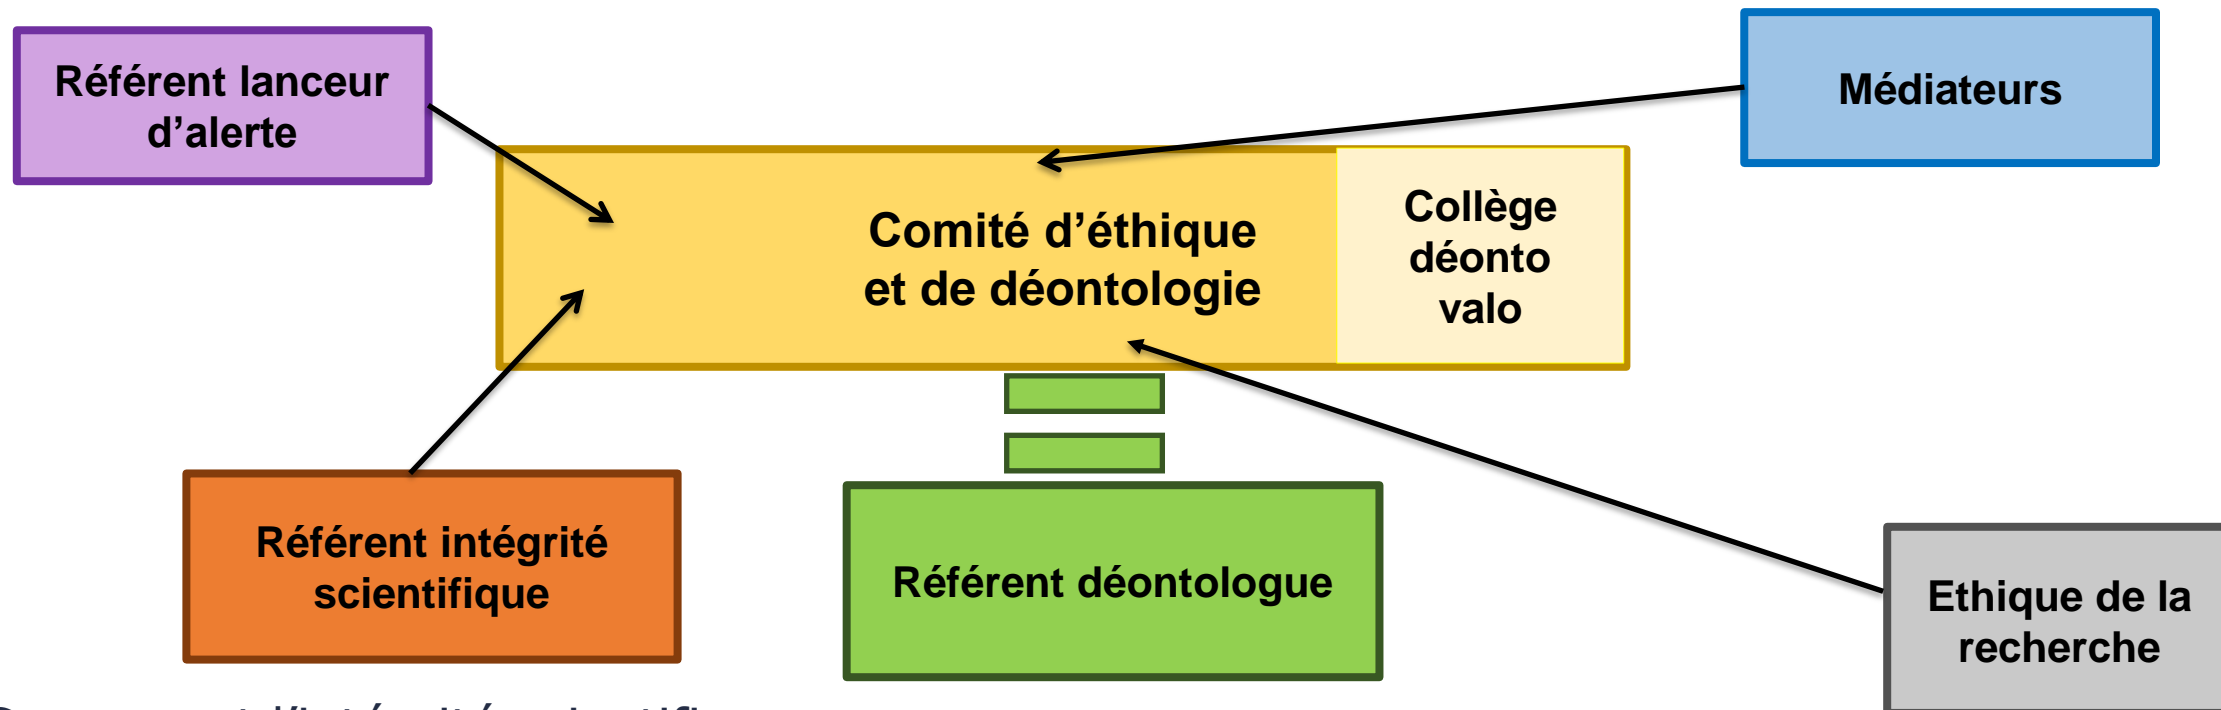 Référent lanceur
d'alerte
Médiateurs
Comité d'éthique
et de déontologie
Collège
déonto
valo
Référent intégrité
scientifique
Référent déontologue
Ethique de la
recherche